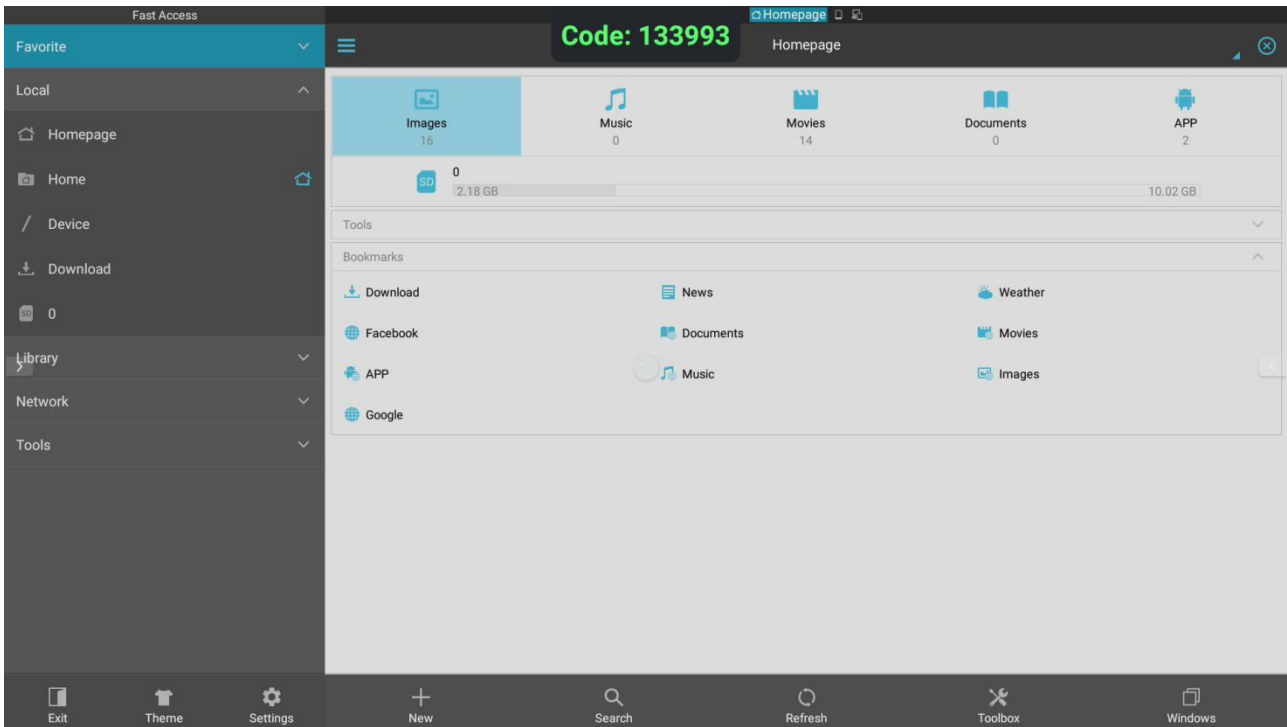 Fast Access
Homepage
Favorite
Code: 133993
Homepage
Local
Homepage
Home
Device
Download
0
Library
Network
Tools
Images
16
Music
0
Movies
14
Documents
0
APP
2
SD
0
2.18 GB
10.02 GB
Tools
Bookmarks
Download
News
Weather
Facebook
Documents
Movies
APP
Music
Images
Google
Exit
Theme
Settings
New
Search
Refresh
Toolbox
Windows